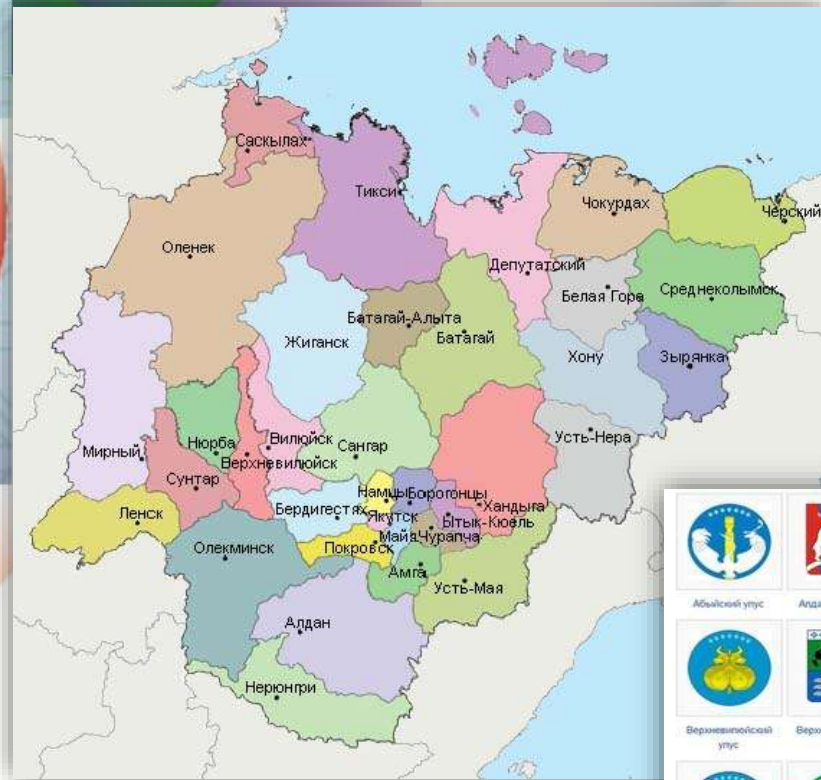 Саскылах
Тикси
Чокурдах
Черский
Оленек
Депутатский
Белая Гора
Среднеколымск
Батагай-Алыта
Батагай
Жиганск
Хону
Зырянка
Усть-Нера
Мирный
Нюрба
Вилюйск
Верхневилюйск
Сангар
Сунтар
Намцы
Борогонцы
Хандыга
Ленск
Бердигестях
Якутск
Ытык-Кюель
Майа
Чурапча
Олекминск
Покровск
Амга
Усть-Мая
Алдан
Нерюнгри
Абыйский улус
Верхневилюйский
улус